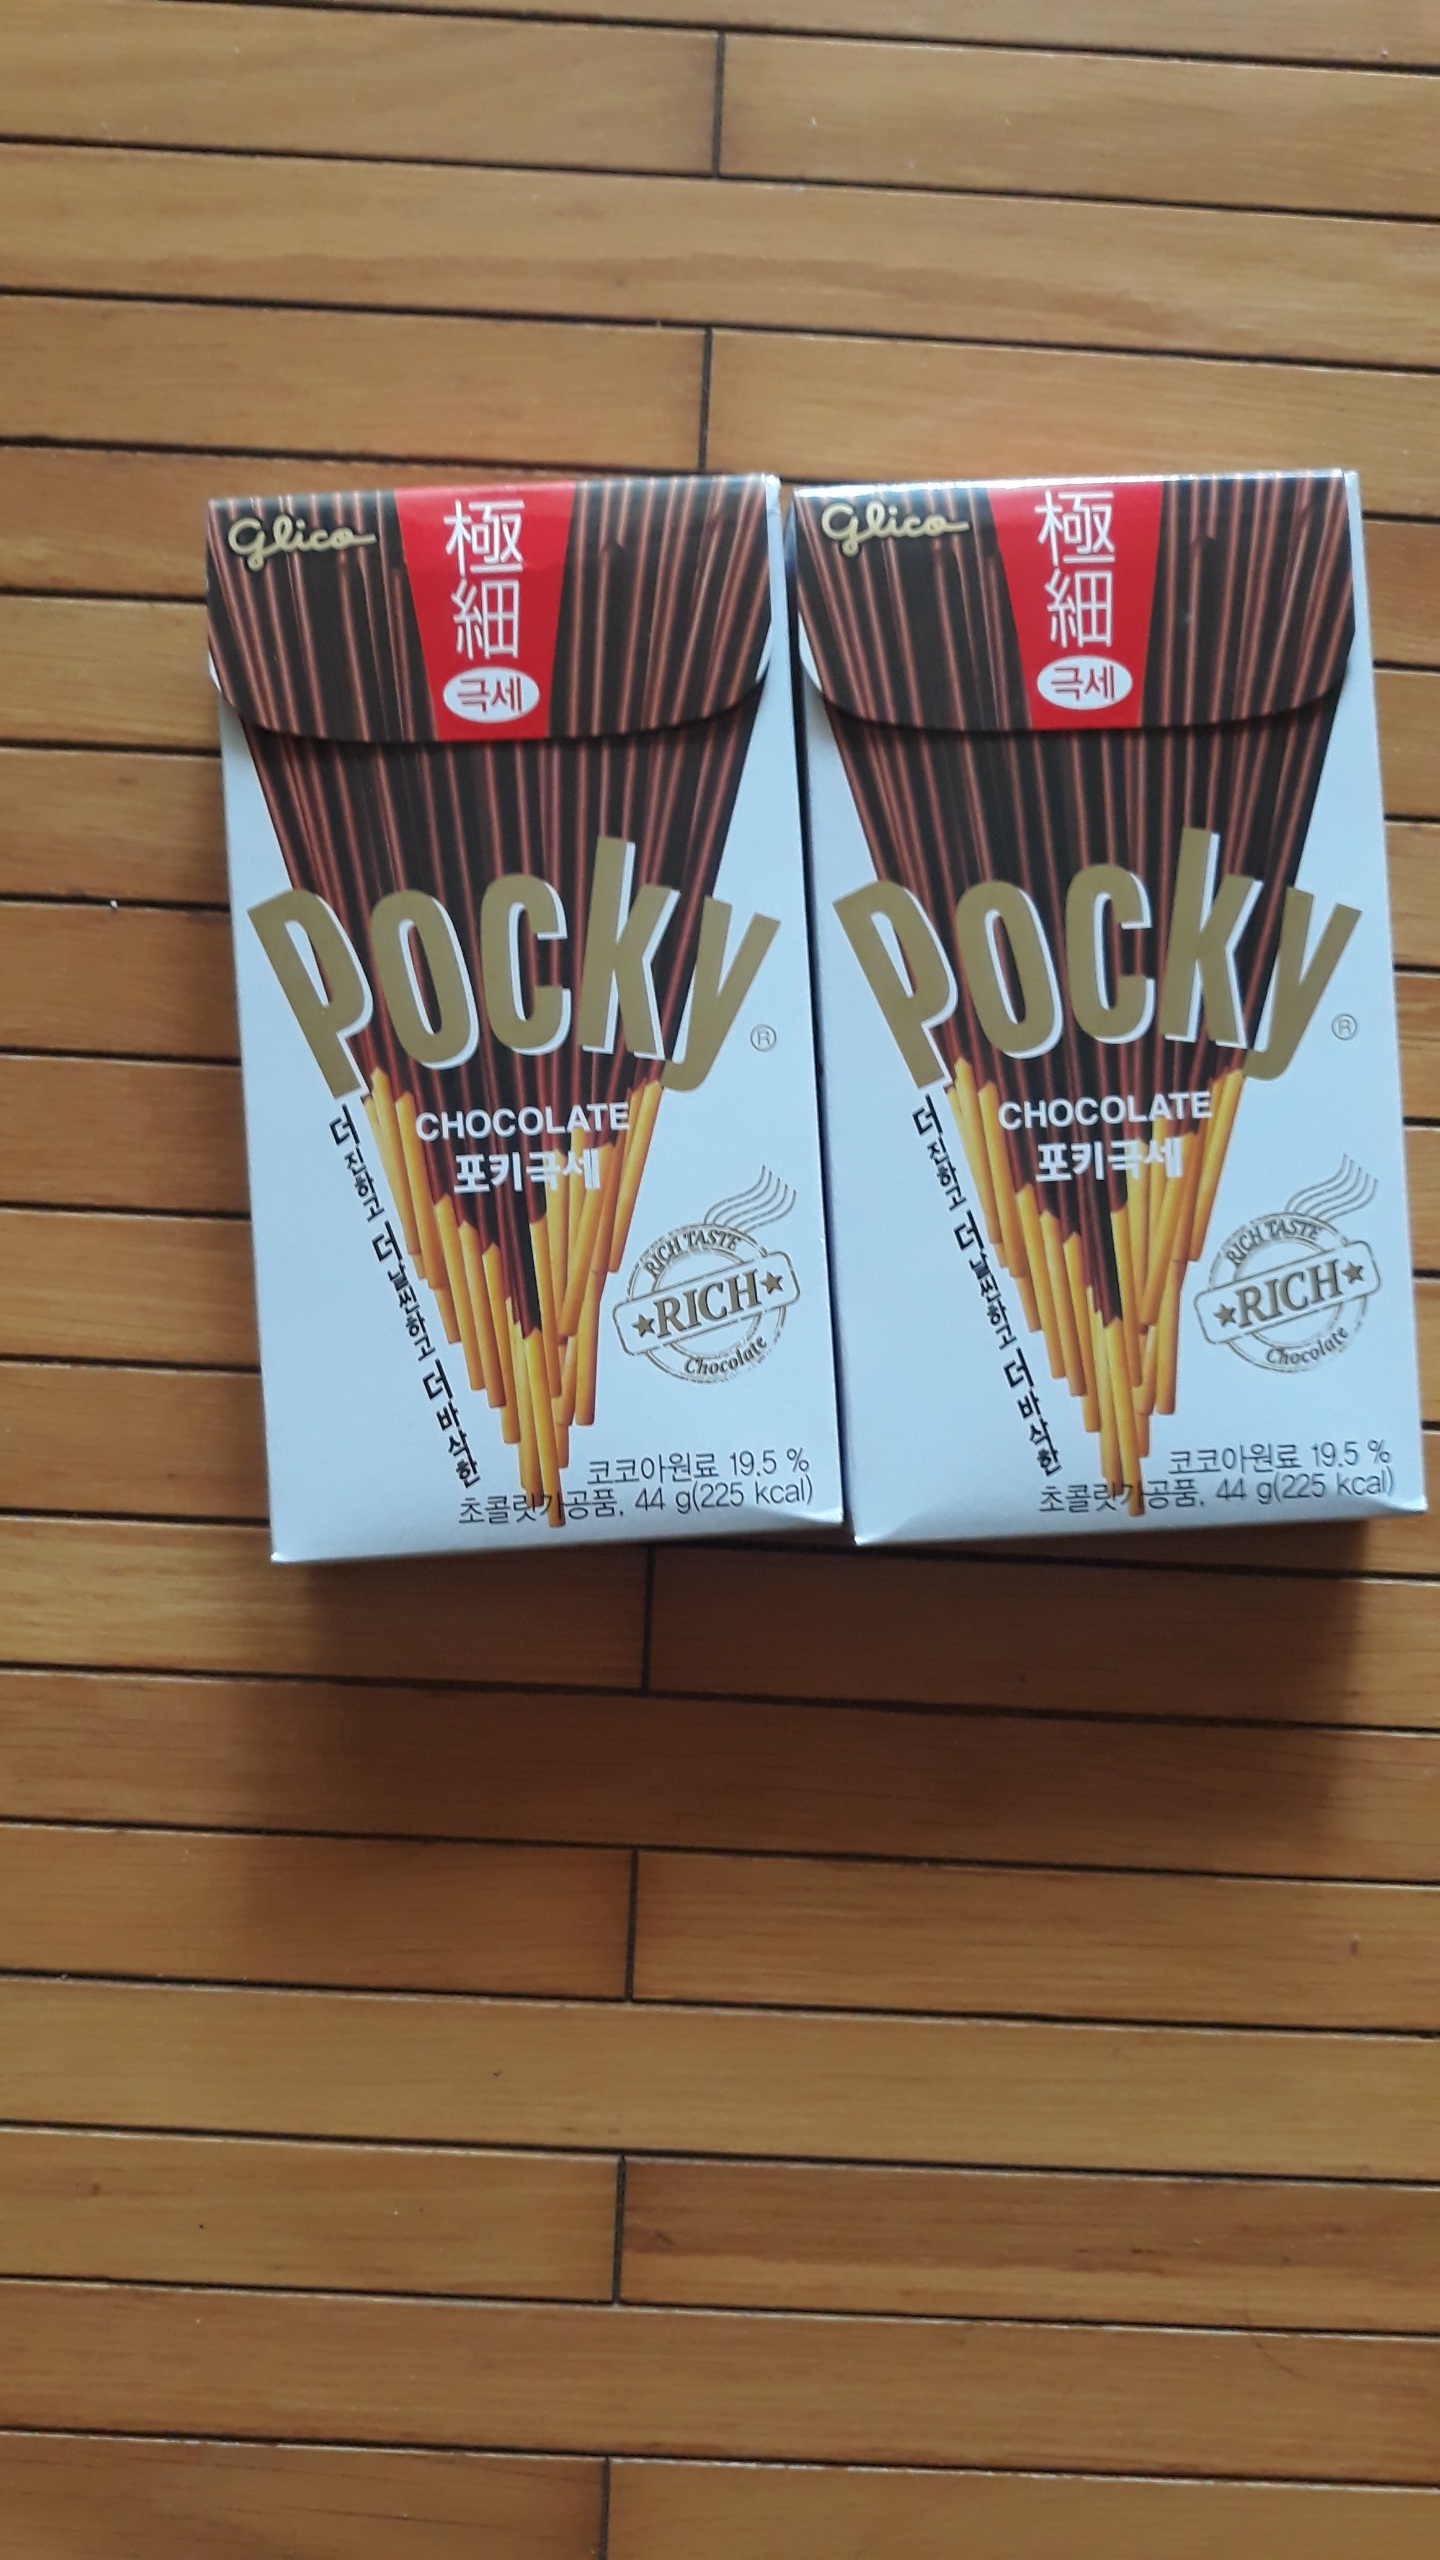 Glico
極
細
극세
Pocky®
CHOCOLATE
포키극세
더 진하고 더 날씬하고 더 바삭한
RICH TASTE
★RICH★
Chocolate
코코아원료 19.5 %
초콜릿가공품, 44 g(225 kcal)
Glico
極
細
극세
Pocky®
CHOCOLATE
포키극세
더 진하고 더 날씬하고 더 바삭한
RICH TASTE
★RICH★
Chocolate
코코아원료 19.5 %
초콜릿가공품, 44 g(225 kcal)